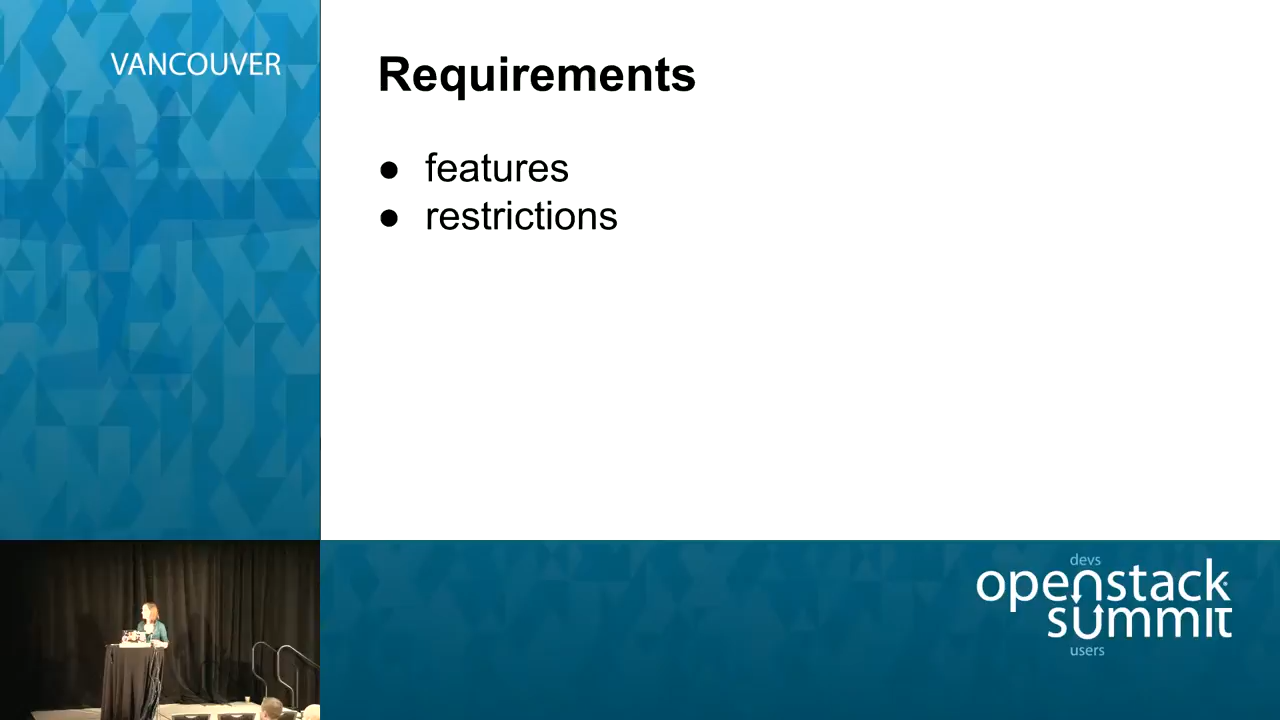 VANCOUVER
Requirements
● features
● restrictions
devs
openstack
summit
users